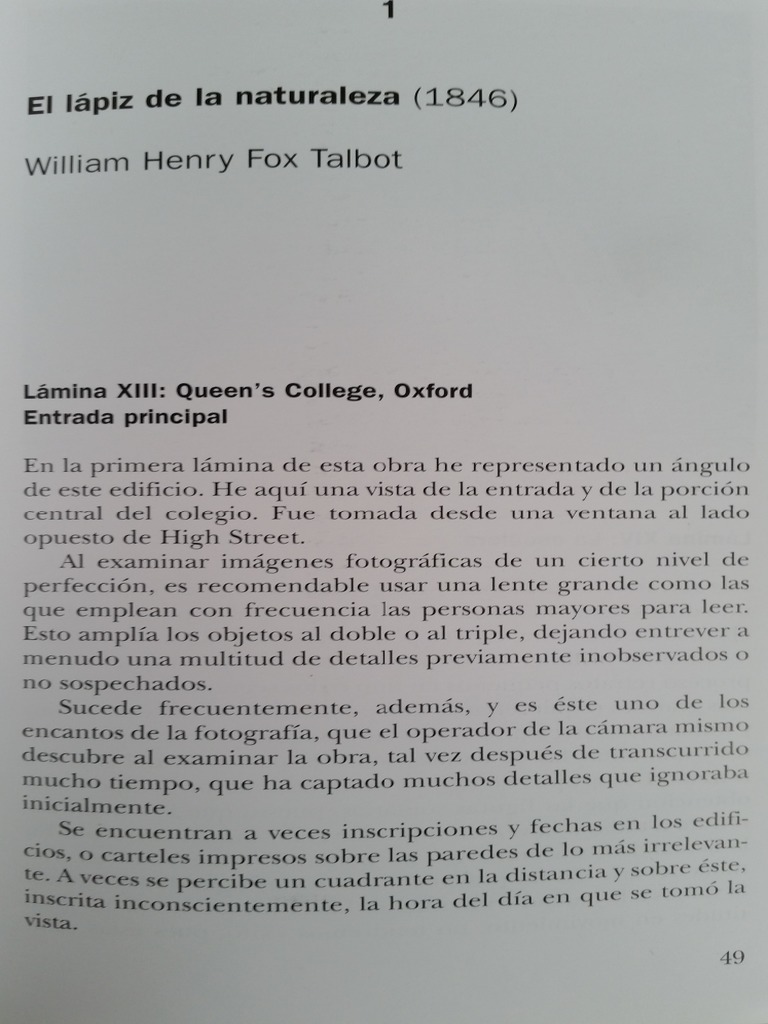 1
El lápiz de la naturaleza (1846)
William Henry Fox Talbot
Lámina XIII: Queen's College, Oxford
Entrada principal
En la primera lámina de esta obra he representado un ángulo
de este edificio. He aquí una vista de la entrada y de la porción
central del colegio. Fue tomada desde una ventana al lado
opuesto de High Street.
Al examinar imágenes fotográficas de un cierto nivel de
perfección, es recomendable usar una lente grande como las
que emplean con frecuencia las personas mayores para leer.
Esto amplía los objetos al doble o al triple, dejando entrever a
menudo una multitud de detalles previamente inobservados o
no sospechados.
Sucede frecuentemente, además, y es éste uno de los
encantos de la fotografía, que el operador de la cámara mismo
descubre al examinar la obra, tal vez después de transcurrido
mucho tiempo, que ha captado muchos detalles que ignoraba
inicialmente.
Se encuentran a veces inscripciones y fechas en los edifi-
cios, o carteles impresos sobre las paredes de lo más irrelevan-
te. A veces se percibe un cuadrante en la distancia y sobre éste,
inscrita inconscientemente, la hora del día en que se tomó la
vista.
49